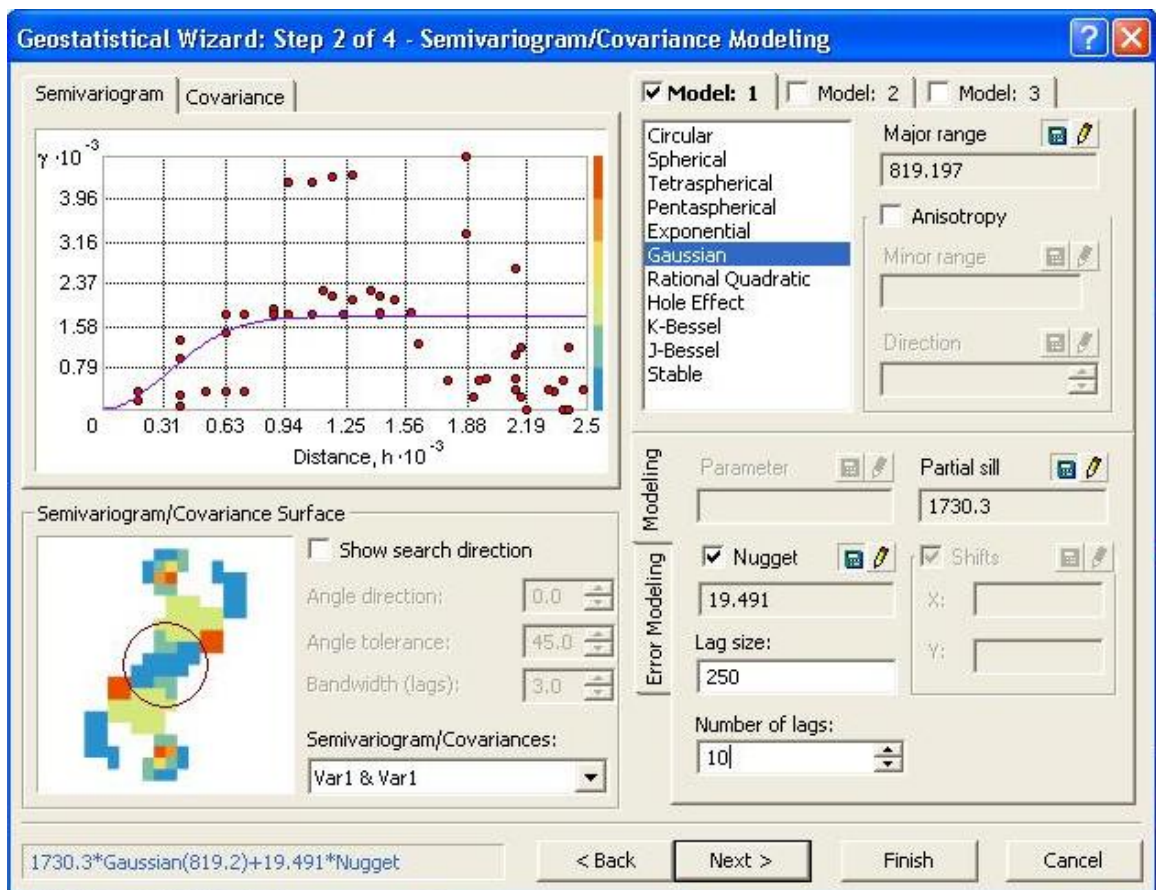 Geostatistical Wizard: Step 2 of 4 - Semivariogram/Covariance Modeling
Semivariogram
Covariance
γ ·10 -3
3.96
3.16
2.37
1.58
0.79
0 0.31 0.63 0.94 1.25 1.56 1.88 2.19 2.5
Distance, h ·10 -3
Semivariogram/Covariance Surface
Show search direction
Angle direction: 0.0
Angle tolerance: 45.0
Bandwidth (lags): 3.0
Semivariogram/Covariances:
Var1 & Var1
Model: 1 Model: 2 Model: 3
Circular
Spherical
Tetraspherical
Pentaspherical
Exponential
Gaussian
Rational Quadratic
Hole Effect
K-Bessel
J-Bessel
Stable
Major range
819.197
Anisotropy
Minor range
Direction
Modeling
Error Modeling
Parameter
Partial sill
1730.3
Nugget
19.491
Shifts
X:
Y:
Lag size:
250
Number of lags:
10
1730.3*Gaussian(819.2)+19.491*Nugget
< Back Next > Finish Cancel